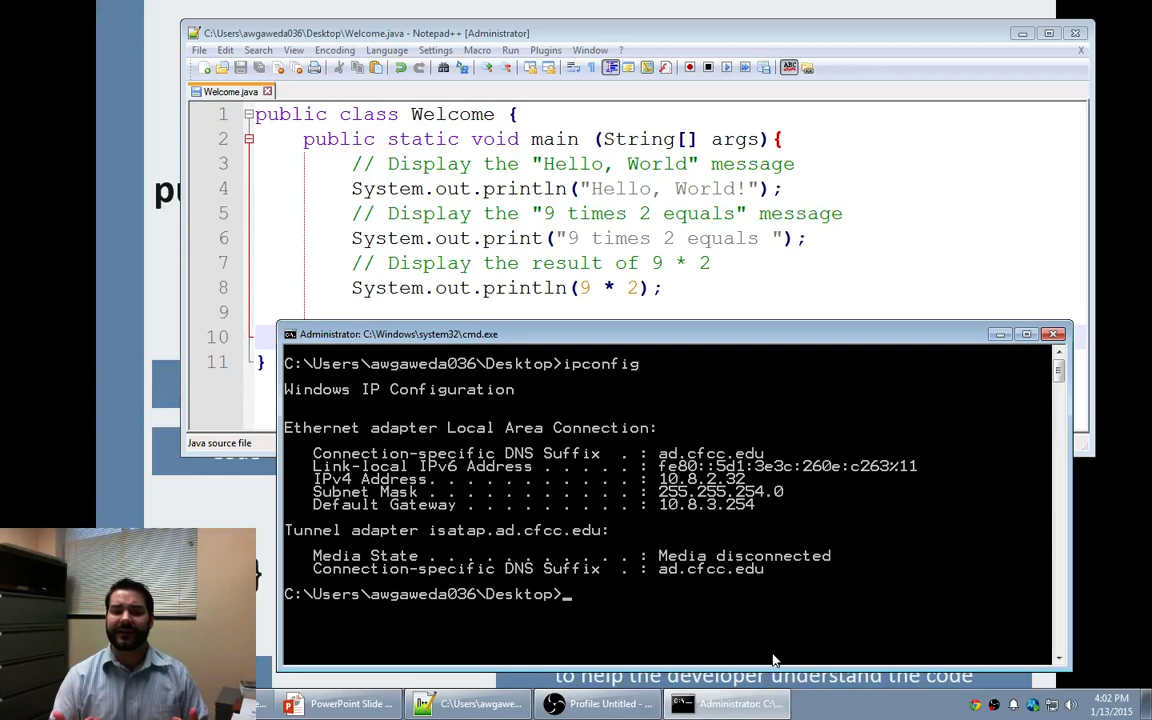 C:\Users\awgaweda036\Desktop\Welcome.java - Notepad++ [Administrator]
File Edit Search View Encoding Language Settings Macro Run Plugins Window ? X
Welcome.java
1 public class Welcome {
2 public static void main (String[] args){
3 // Display the "Hello, World" message
4 System.out.println("Hello, World!");
5 // Display the "9 times 2 equals" message
6 System.out.print("9 times 2 equals ");
7 // Display the result of 9 * 2
8 System.out.println(9 * 2);
9
10
11 }
Java source file
Administrator: C:\Windows\system32\cmd.exe
C:\Users\awgaweda036\Desktop>ipconfig
Windows IP Configuration
Ethernet adapter Local Area Connection:
Connection-specific DNS Suffix . : ad.cfcc.edu
Link-local IPv6 Address . . . . . : fe80::5d1:3e3c:260e:c263%11
IPv4 Address. . . . . . . . . . . : 10.8.2.32
Subnet Mask . . . . . . . . . . . : 255.255.254.0
Default Gateway . . . . . . . . . : 10.8.3.254
Tunnel adapter isatap.ad.cfcc.edu:
Media State . . . . . . . . . . . : Media disconnected
Connection-specific DNS Suffix . : ad.cfcc.edu
C:\Users\awgaweda036\Desktop>_
to help the developer understand the code
PowerPoint Slide ... C:\Users\awgawe... Profile: Untitled - ... Administrator: C:\...
4:02 PM
1/13/2015